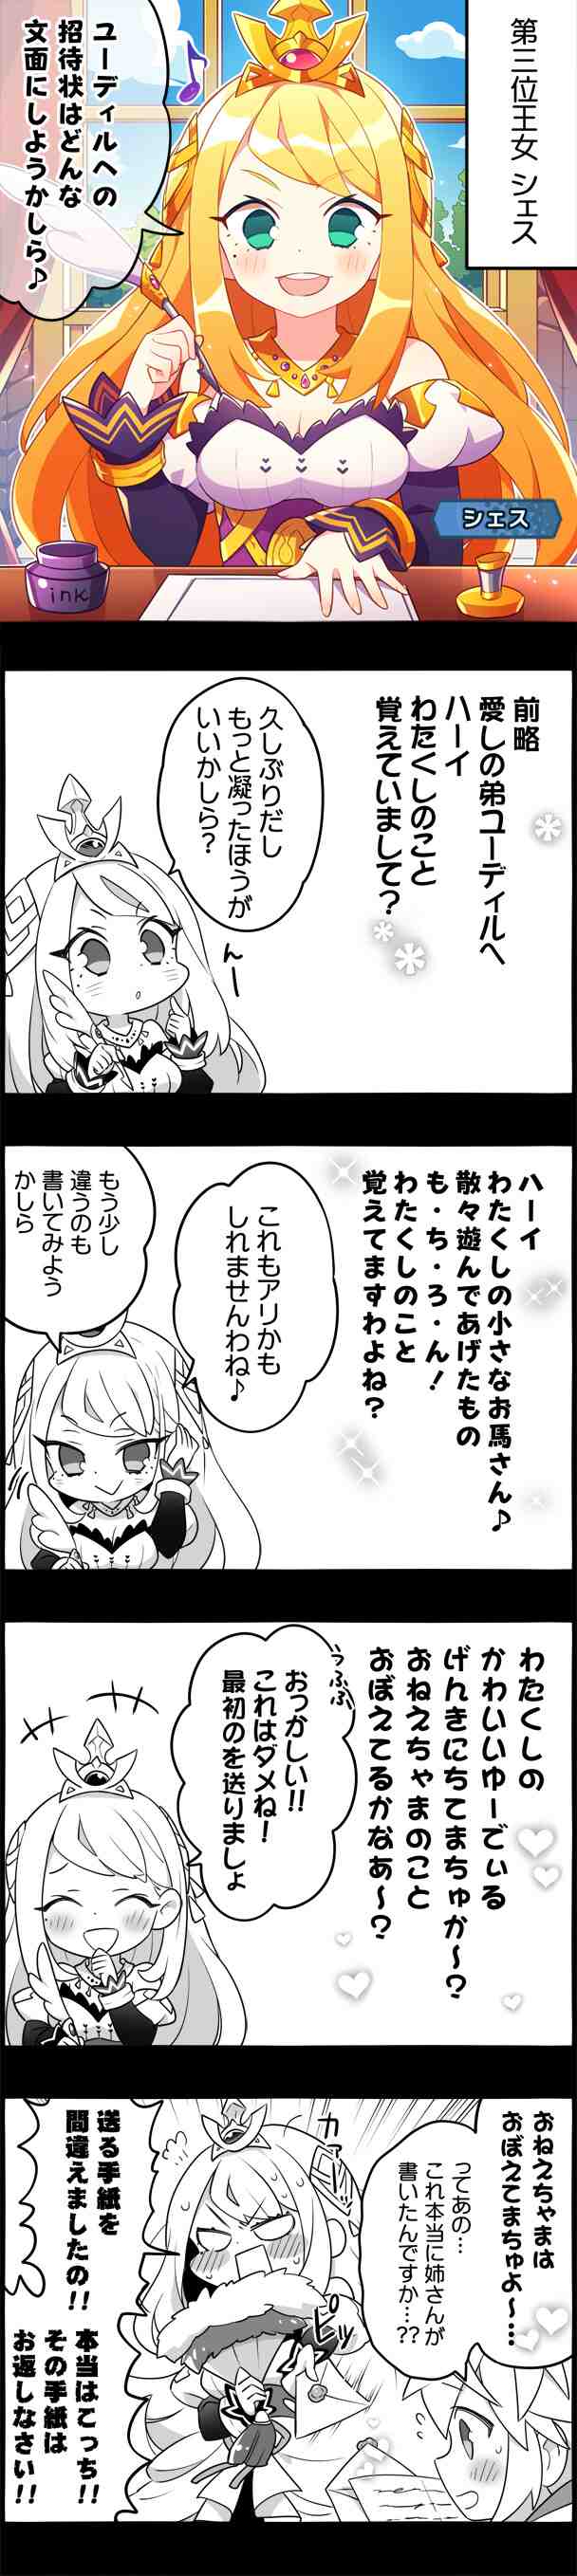 第三位王女 シェス
ユーディルへの
招待状はどんな
文面にしようかしら♪
シェス
ink
前略
愛しの弟ユーディルへ
ハーイ
わたくしのこと
覚えていまして？
久しぶりだし
もっと凝ったほうが
いいかしら？
んー
ハーイ
わたくしの小さなお馬さん♪
散々遊んであげたもの
も・ち・ろ・ん！
わたくしのこと
覚えてますわよね？
これもアリかも
しれませんわね♪
もう少し
違うのも
書いてみよう
かしら
わたくしの
かわいいゆーでぃる
げんきにちてまちゅか～？
おねえちゃまのこと
おぼえてるかなぁ～？
うふふ
おっかしい!!
これはダメね！
最初のを送りましょ
おねえちゃまは
おぼえてまちゅよ～…
ってあの…
これ本当に姉さんが
書いたんですか…??
カァーッ
ピッ
送る手紙を
間違えましたの!!
本当はこっち!!
その手紙は
お返しなさい!!